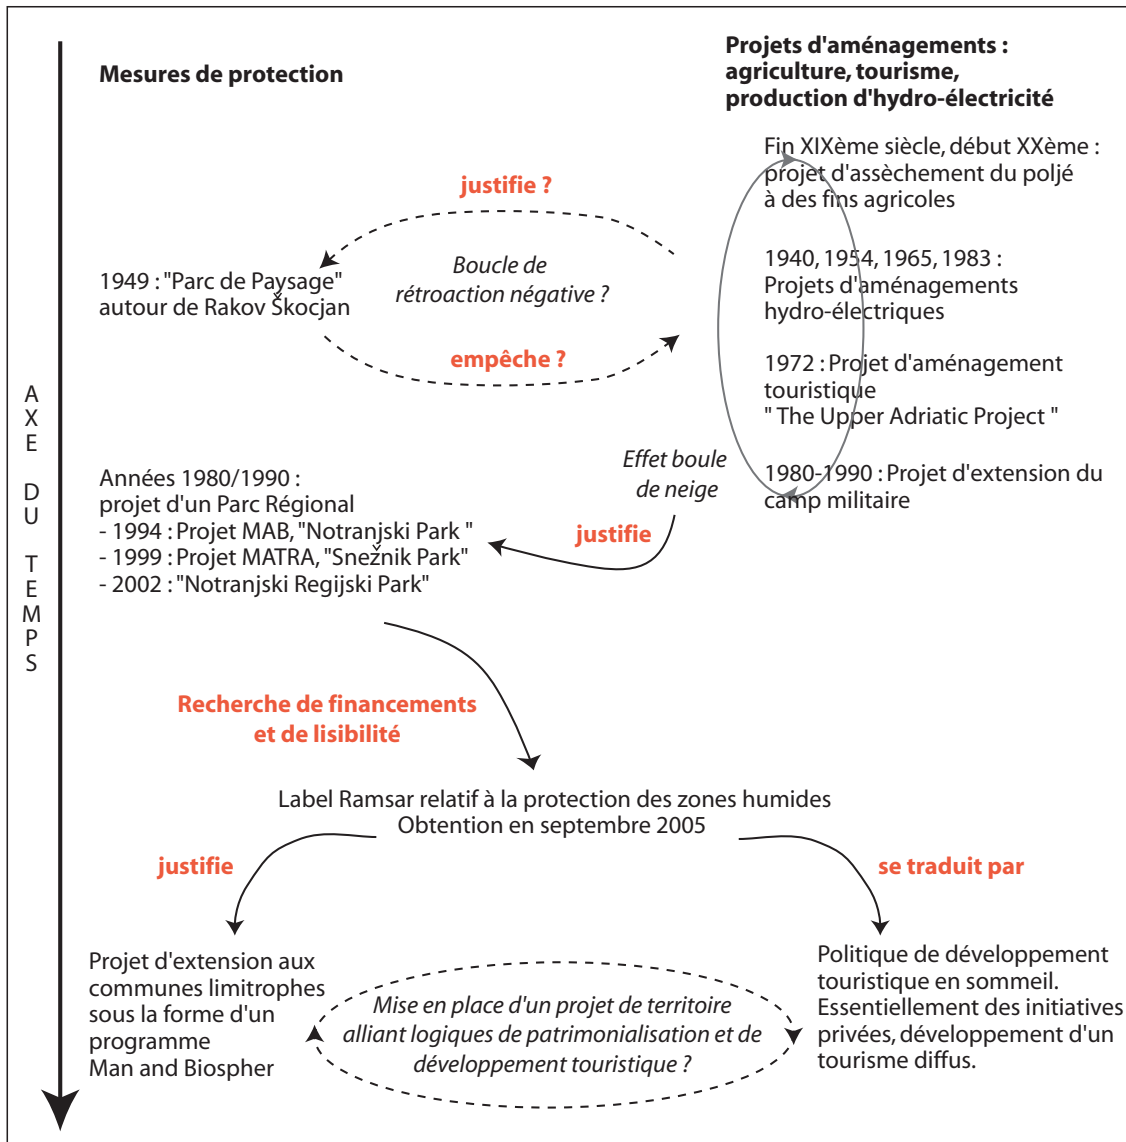 Mesures de protection
Projets d'aménagements :
agriculture, tourisme,
production d'hydro-électricité
Fin XIXème siècle, début XXème :
projet d'assèchement du poljé
à des fins agricoles
justifie ?
1949 : "Parc de Paysage"
autour de Rakov Škocjan
Boucle de
rétroaction négative ?
1940, 1954, 1965, 1983 :
Projets d'aménagements
hydro-électriques
empêche ?
1972 : Projet d'aménagement
touristique
" The Upper Adriatic Project "
AXE DU TEMPS
Années 1980/1990 :
projet d'un Parc Régional
- 1994 : Projet MAB, "Notranjski Park "
- 1999 : Projet MATRA, "Snežnik Park"
- 2002 : "Notranjski Regijski Park"
Effet boule
de neige
justifie
1980-1990 : Projet d'extension du
camp militaire
Recherche de financements
et de lisibilité
Label Ramsar relatif à la protection des zones humides
Obtention en septembre 2005
justifie
se traduit par
Projet d'extension aux
communes limitrophes
sous la forme d'un
programme
Man and Biospher
Mise en place d'un projet de territoire
alliant logiques de patrimonialisation et de
développement touristique ?
Politique de développement
touristique en sommeil.
Essentiellement des initiatives
privées, développement d'un
tourisme diffus.